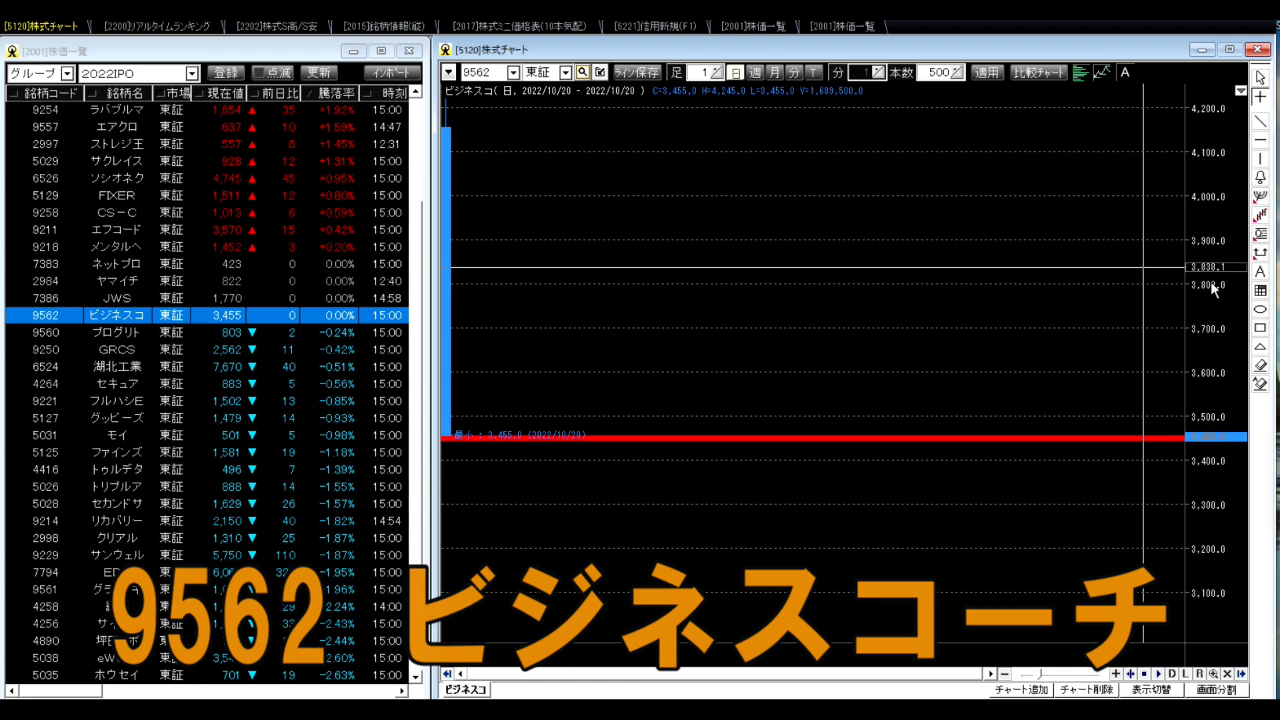 [5120]株式チャート [2200]リアルタイムランキング [2202]株式S高/S安 [2015]銘柄情報(縦) [2017]株式ミニ価格表(10本気配) [5221]信用新規(F1) [2001]株価一覧 [2001]株価一覧
[2001]株価一覧
グループ 2022IPO 登録 点滅 更新 インポート
銘柄コード 銘柄名 市場 現在値 前日比 騰落率 時刻
9254 ラバブルマ 東証 1,854 ▲ 35 +1.92% 15:00
9557 エアクロ 東証 637 ▲ 10 +1.59% 14:47
2997 ストレジ王 東証 557 ▲ 8 +1.45% 12:31
5029 サクレイス 東証 928 ▲ 12 +1.31% 15:00
6526 ソシオネク 東証 4,745 ▲ 45 +0.95% 15:00
5129 FIXER 東証 1,511 ▲ 12 +0.80% 15:00
9258 CS-C 東証 1,013 ▲ 6 +0.59% 15:00
9211 エフコード 東証 3,570 ▲ 15 +0.42% 15:00
9218 メンタルヘ 東証 1,452 ▲ 3 +0.20% 15:00
7383 ネットプロ 東証 423 0 0.00% 15:00
2984 ヤマイチ 東証 822 0 0.00% 12:40
7386 JWS 東証 1,770 0 0.00% 14:58
9562 ビジネスコ 東証 3,455 0 0.00% 15:00
9560 プログリト 東証 803 ▼ 2 -0.24% 15:00
9250 GRCS 東証 2,562 ▼ 11 -0.42% 15:00
6524 湖北工業 東証 7,670 ▼ 40 -0.51% 15:00
4264 セキュア 東証 883 ▼ 5 -0.56% 15:00
9221 フルハシE 東証 1,502 ▼ 13 -0.85% 15:00
5127 グッピーズ 東証 1,479 ▼ 14 -0.93% 15:00
5031 モイ 東証 501 ▼ 5 -0.98% 15:00
5125 ファインズ 東証 1,581 ▼ 19 -1.18% 15:00
4416 トゥルデタ 東証 496 ▼ 7 -1.39% 15:00
5026 トリプルア 東証 888 ▼ 14 -1.55% 15:00
5028 セカンドサ 東証 1,629 ▼ 26 -1.57% 15:00
9214 リカバリー 東証 2,150 ▼ 40 -1.82% 14:54
2998 クリアル 東証 1,310 ▼ 25 -1.87% 15:00
9229 サンウェル 東証 5,750 ▼ 110 -1.87% 15:00
7794 -1.95% 15:00
9561 15:00
4258 29 -2.24% 14:00
4256 -2.43% 15:00
4890 -2.44% 15:00
5038 15:00
5035 ホウセイ 東証 701 ▼ 19 -2.63% 15:00
[5120]株式チャート
9562 東証 ライン保存 足 1 日 週 月 分 T 分 1 本数 500 適用 比較チャート A
ビジネスコ( 日, 2022/10/20 - 2022/10/20 ) C=3,455.0 H=4,245.0 L=3,455.0 V=1,689,500.0
4,200.0
4,100.0
4,000.0
3,900.0
3,838.1
3,800.0
3,700.0
3,600.0
3,500.0
最小 : 3,455.0 (2022/10/20)
3,400.0
3,300.0
3,200.0
3,100.0
A
9562 ビジネスコーチ
D L R
ビジネスコ チャート追加 チャート削除 表示切替 画面分割